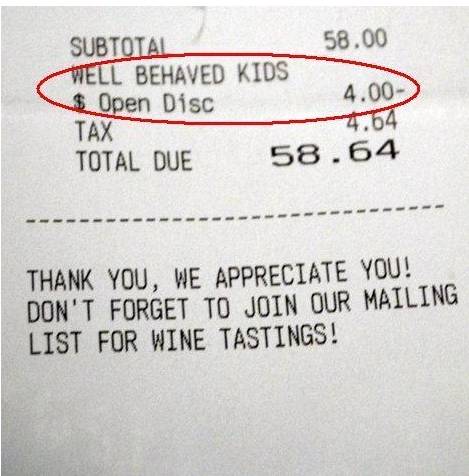 SUBTOTAL 58.00
WELL BEHAVED KIDS
$ Open Disc 4.00-
TAX 4.64
TOTAL DUE 58.64
--------------------------------
THANK YOU, WE APPRECIATE YOU!
DON'T FORGET TO JOIN OUR MAILING
LIST FOR WINE TASTINGS!